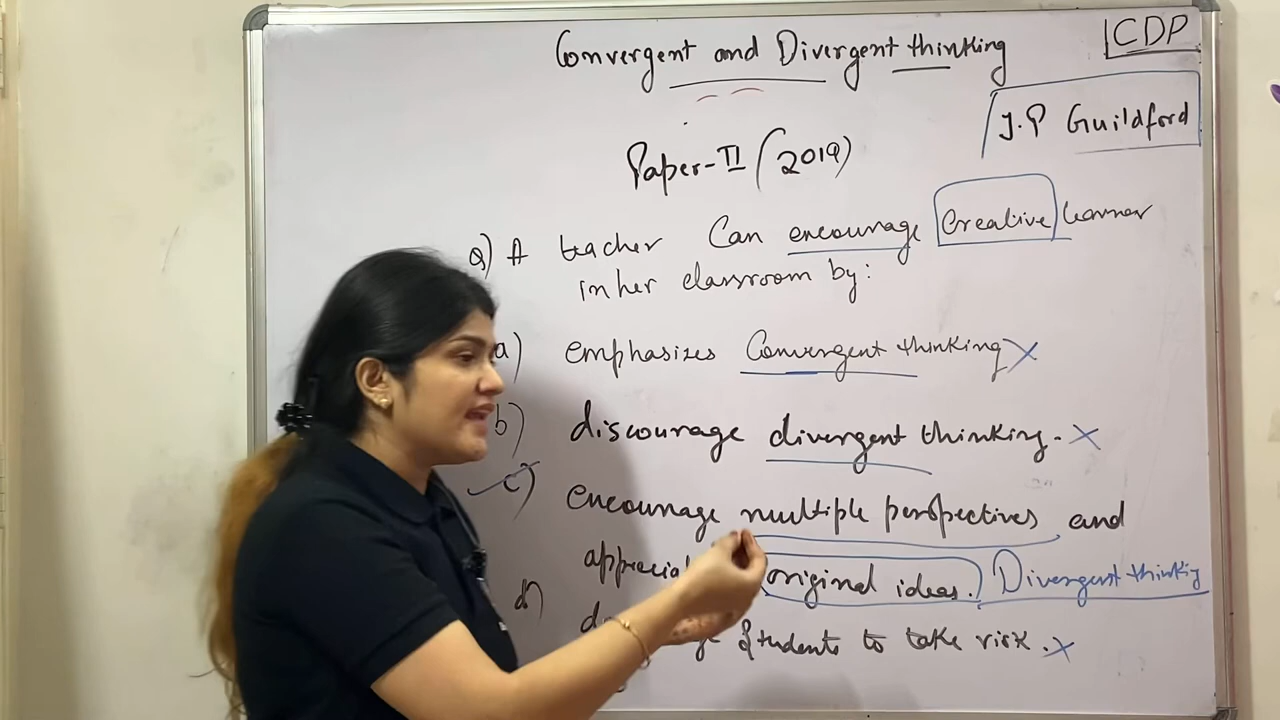 Convergent and Divergent thinking
CDP
J.P Guildford
Paper-II (2019)
Q) A teacher Can encourage Creative learner
in her classroom by:
a) emphasizes Convergent thinking X
b) discourage divergent thinking. X
c) encourage multiple perspectives and
original ideas. Divergent thinking
d) students to take risk. X